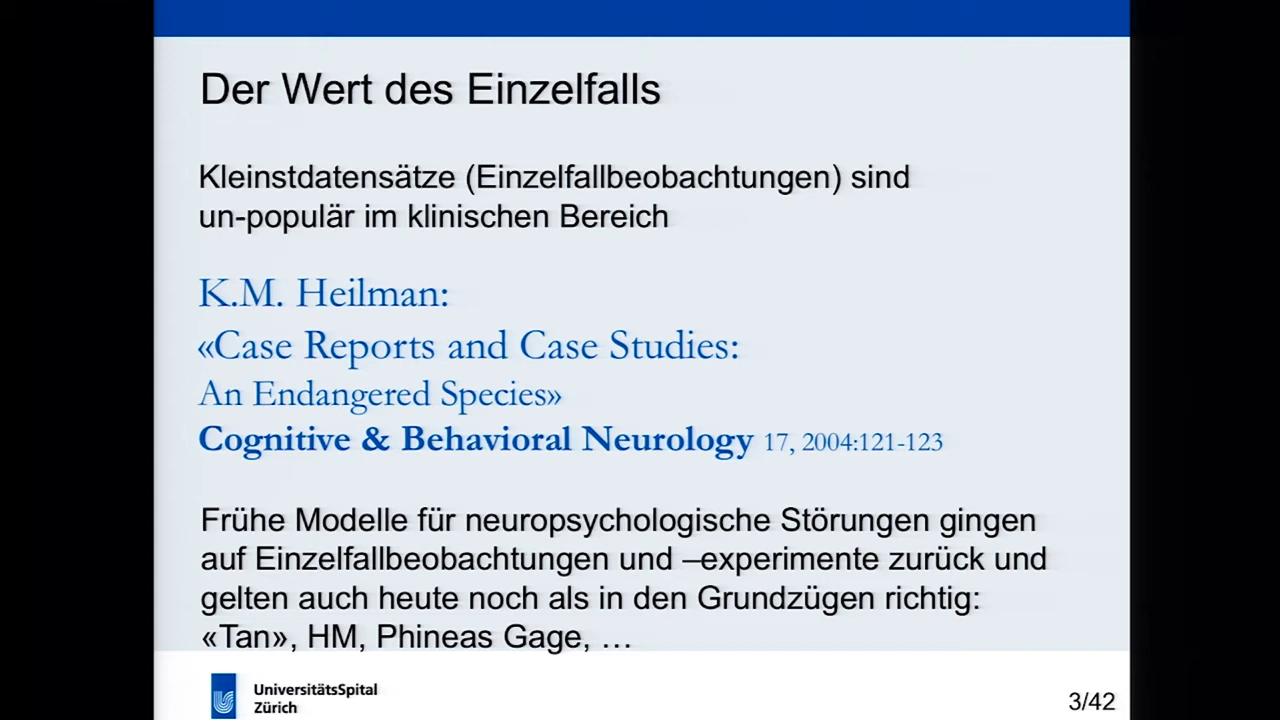 Der Wert des Einzelfalls
Kleinstdatensätze (Einzelfallbeobachtungen) sind
un-populär im klinischen Bereich
K.M. Heilman:
«Case Reports and Case Studies:
An Endangered Species»
Cognitive & Behavioral Neurology 17, 2004:121-123
Frühe Modelle für neuropsychologische Störungen gingen
auf Einzelfallbeobachtungen und –experimente zurück und
gelten auch heute noch als in den Grundzügen richtig:
«Tan», HM, Phineas Gage, …
UniversitätsSpital
Zürich
3/42